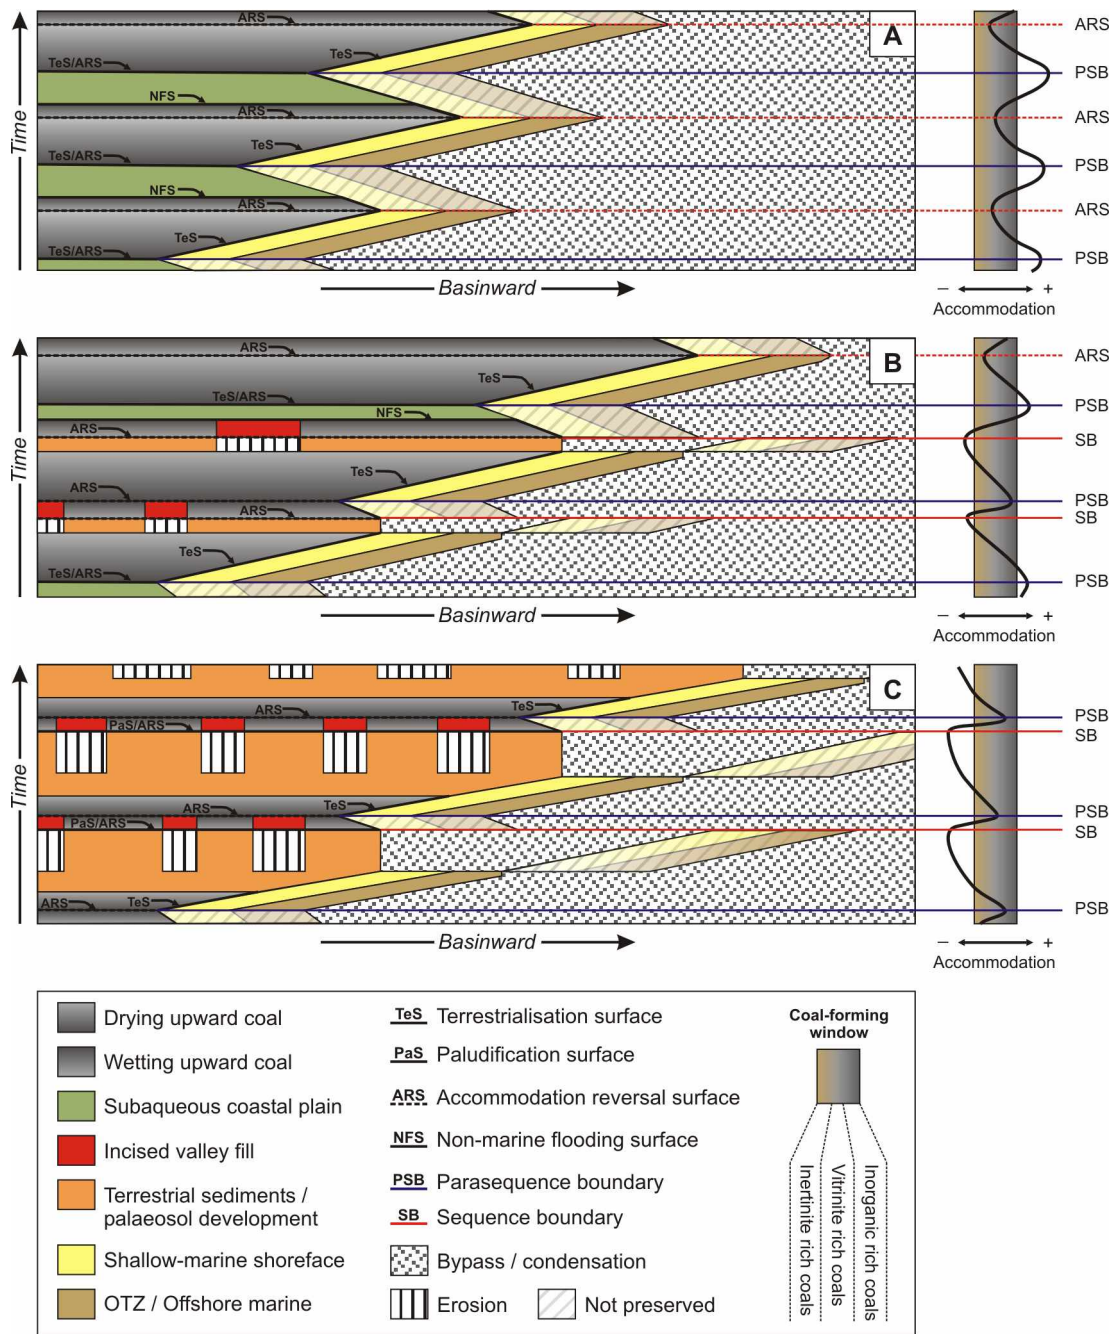 ARS
A
ARS
TeS
TeS/ARS
PSB
NFS
ARS
ARS
TeS
TeS/ARS
PSB
NFS
ARS
ARS
TeS
TeS/ARS
PSB
Time
Basinward
– +
Accommodation
ARS
B
ARS
TeS
TeS/ARS
NFS
PSB
ARS
SB
TeS
ARS
PSB
ARS
SB
TeS
TeS/ARS
PSB
Time
Basinward
– +
Accommodation
C
TeS
ARS
PSB
PaS/ARS
SB
ARS
TeS
PSB
PaS/ARS
SB
ARS
TeS
PSB
Time
Basinward
– +
Accommodation
Drying upward coal
Wetting upward coal
Subaqueous coastal plain
Incised valley fill
Terrestrial sediments /
palaeosol development
Shallow-marine shoreface
OTZ / Offshore marine
TeS Terrestrialisation surface
PaS Paludification surface
ARS Accommodation reversal surface
NFS Non-marine flooding surface
PSB Parasequence boundary
SB Sequence boundary
Bypass / condensation
Erosion
Not preserved
Coal-forming
window
Inertinite rich coals
Vitrinite rich coals
Inorganic rich coals